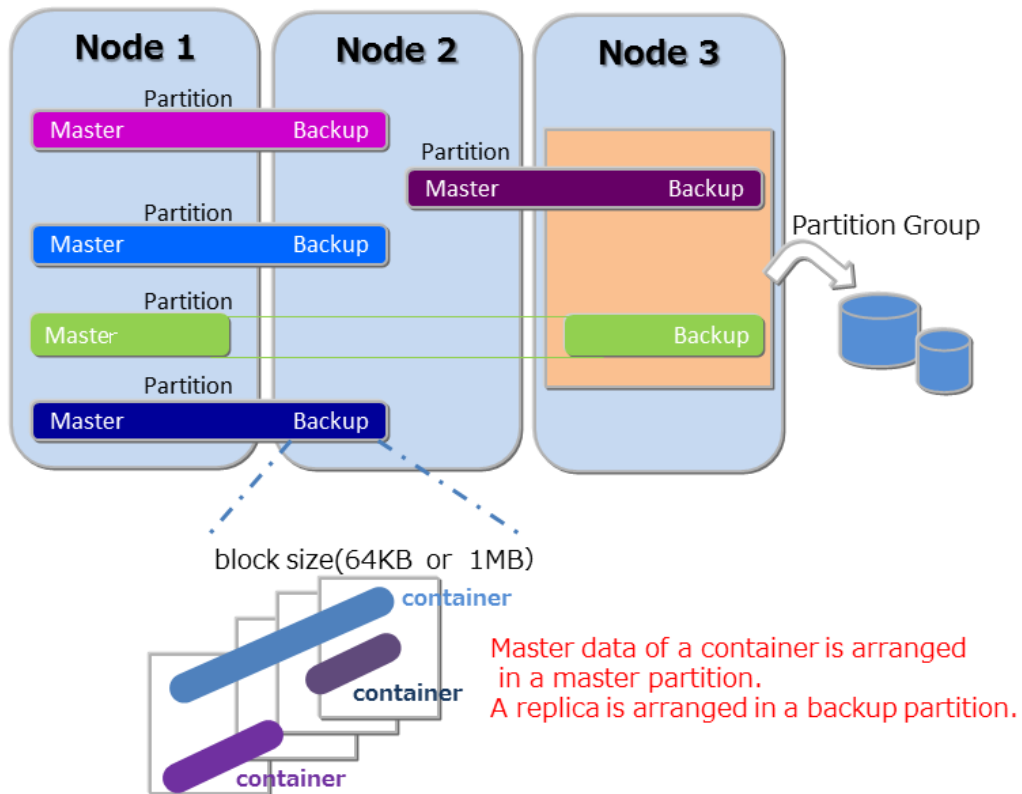 Node 1
Node 2
Node 3
Partition
Master Backup
Partition
Master Backup
Partition
Master Backup
Partition Group
Partition
Master Backup
Partition
Master Backup
block size(64KB or 1MB)
container
container
container
Master data of a container is arranged
in a master partition.
A replica is arranged in a backup partition.